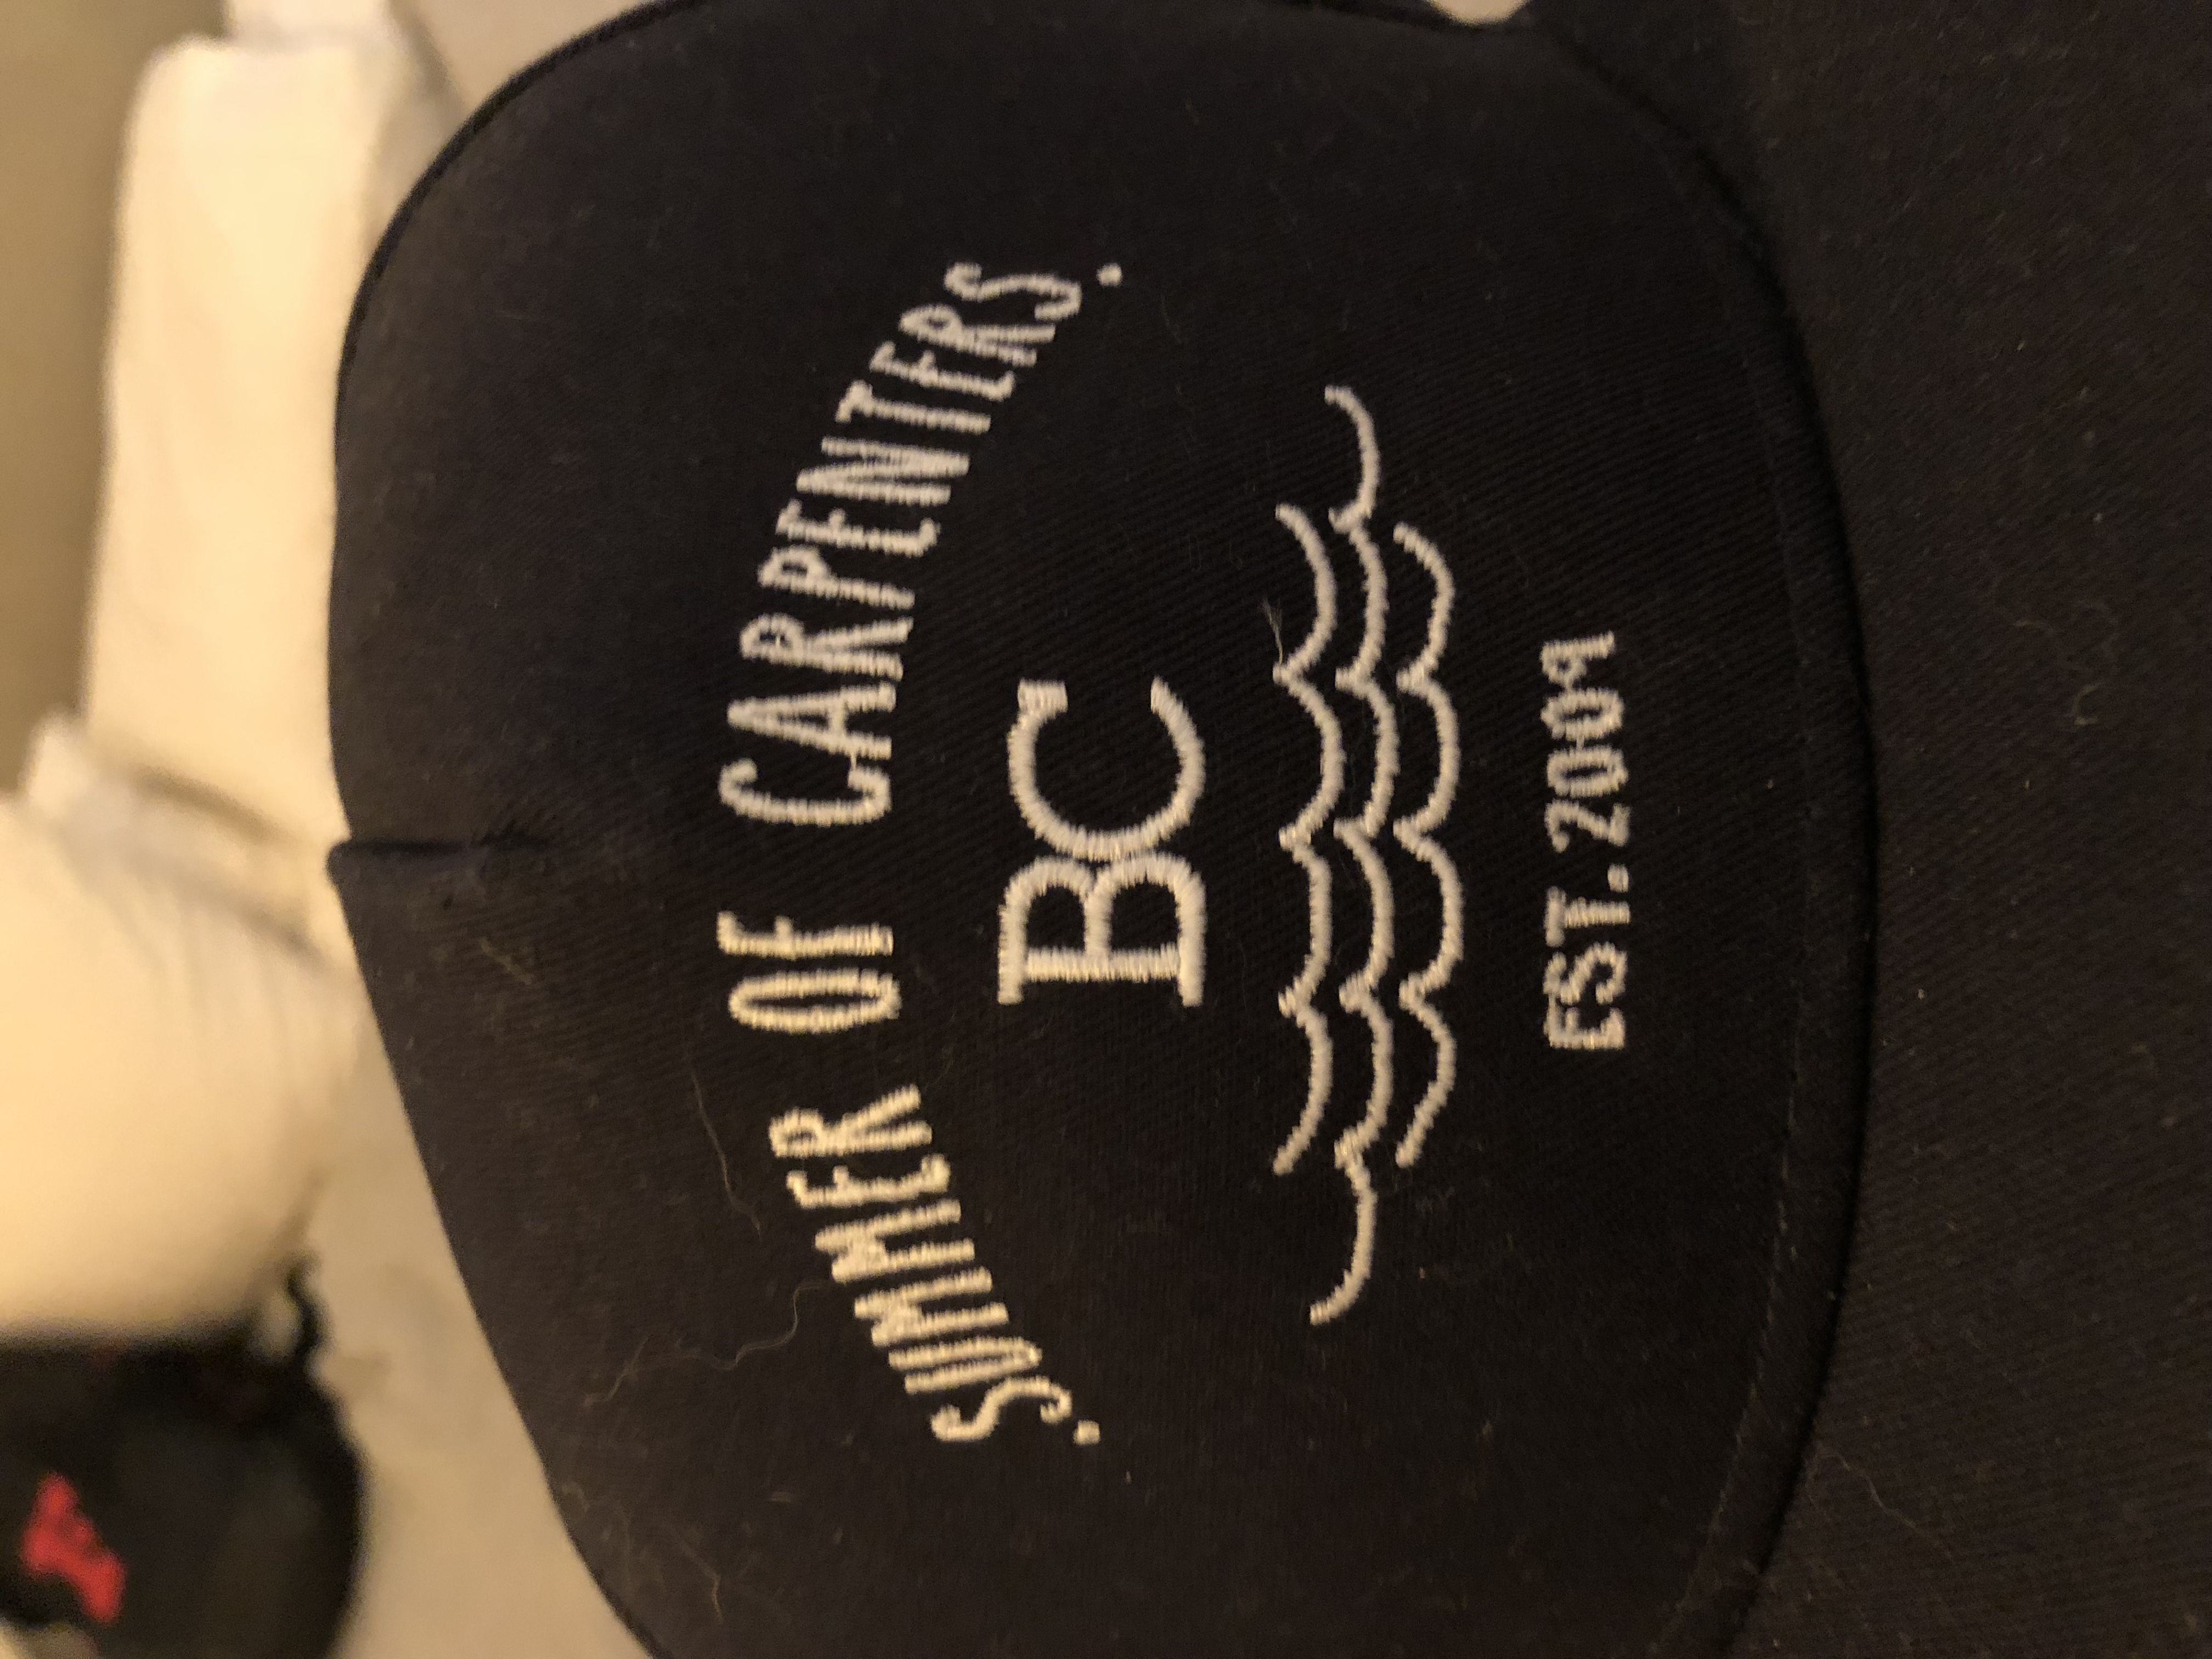 .SUMMER OF CARPENTERS.
BC
EST. 2009